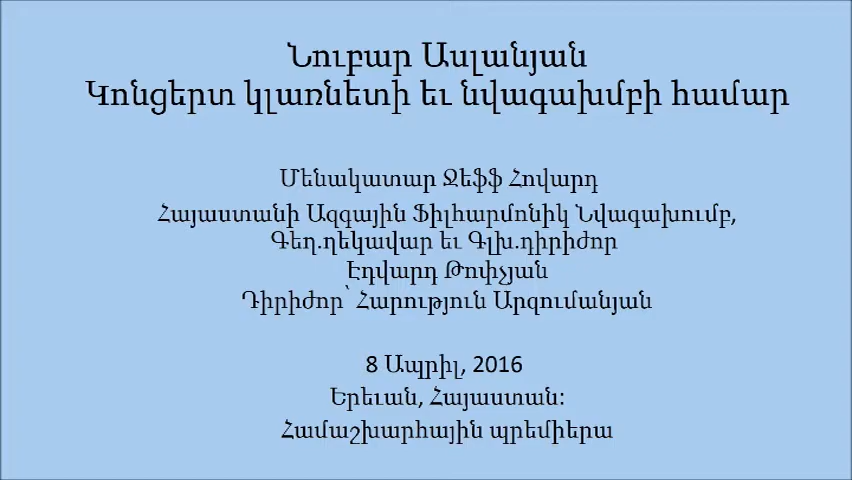 Նուբար Ասլանյան
Կոնցերտ կլառնետի եւ նվագախմբի համար
Մենակատար Ջեֆֆ Հովարդ
Հայաստանի Ազգային Ֆիլհարմոնիկ Նվագախումբ,
Գեղ.ղեկավար եւ Գլխ.դիրիժոր
Էդվարդ Թոփչյան
Դիրիժոր՝ Հարություն Արզումանյան
8 Ապրիլ, 2016
Երեւան, Հայաստան:
Համաշխարհային պրեմիերա